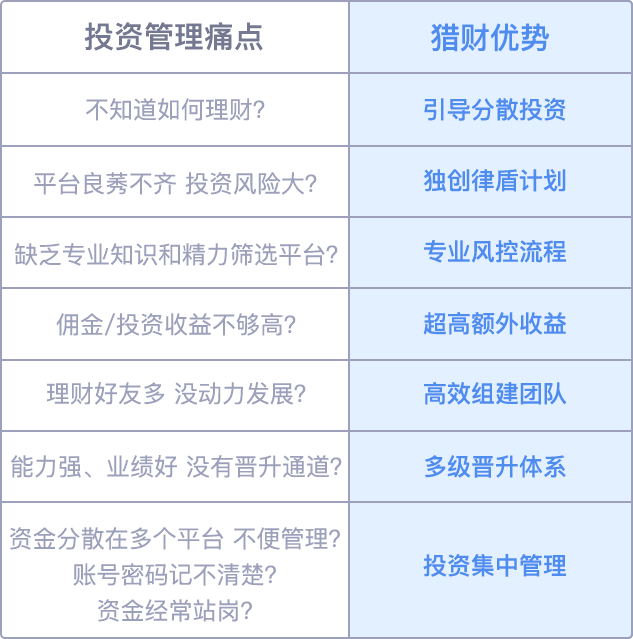 投资管理痛点
猎财优势
不知道如何理财?
引导分散投资
平台良莠不齐 投资风险大?
独创律盾计划
缺乏专业知识和精力筛选平台?
专业风控流程
佣金/投资收益不够高?
超高额外收益
理财好友多 没动力发展?
高效组建团队
能力强、业绩好 没有晋升通道?
多级晋升体系
资金分散在多个平台 不便管理?
账号密码记不清楚?
资金经常站岗?
投资集中管理